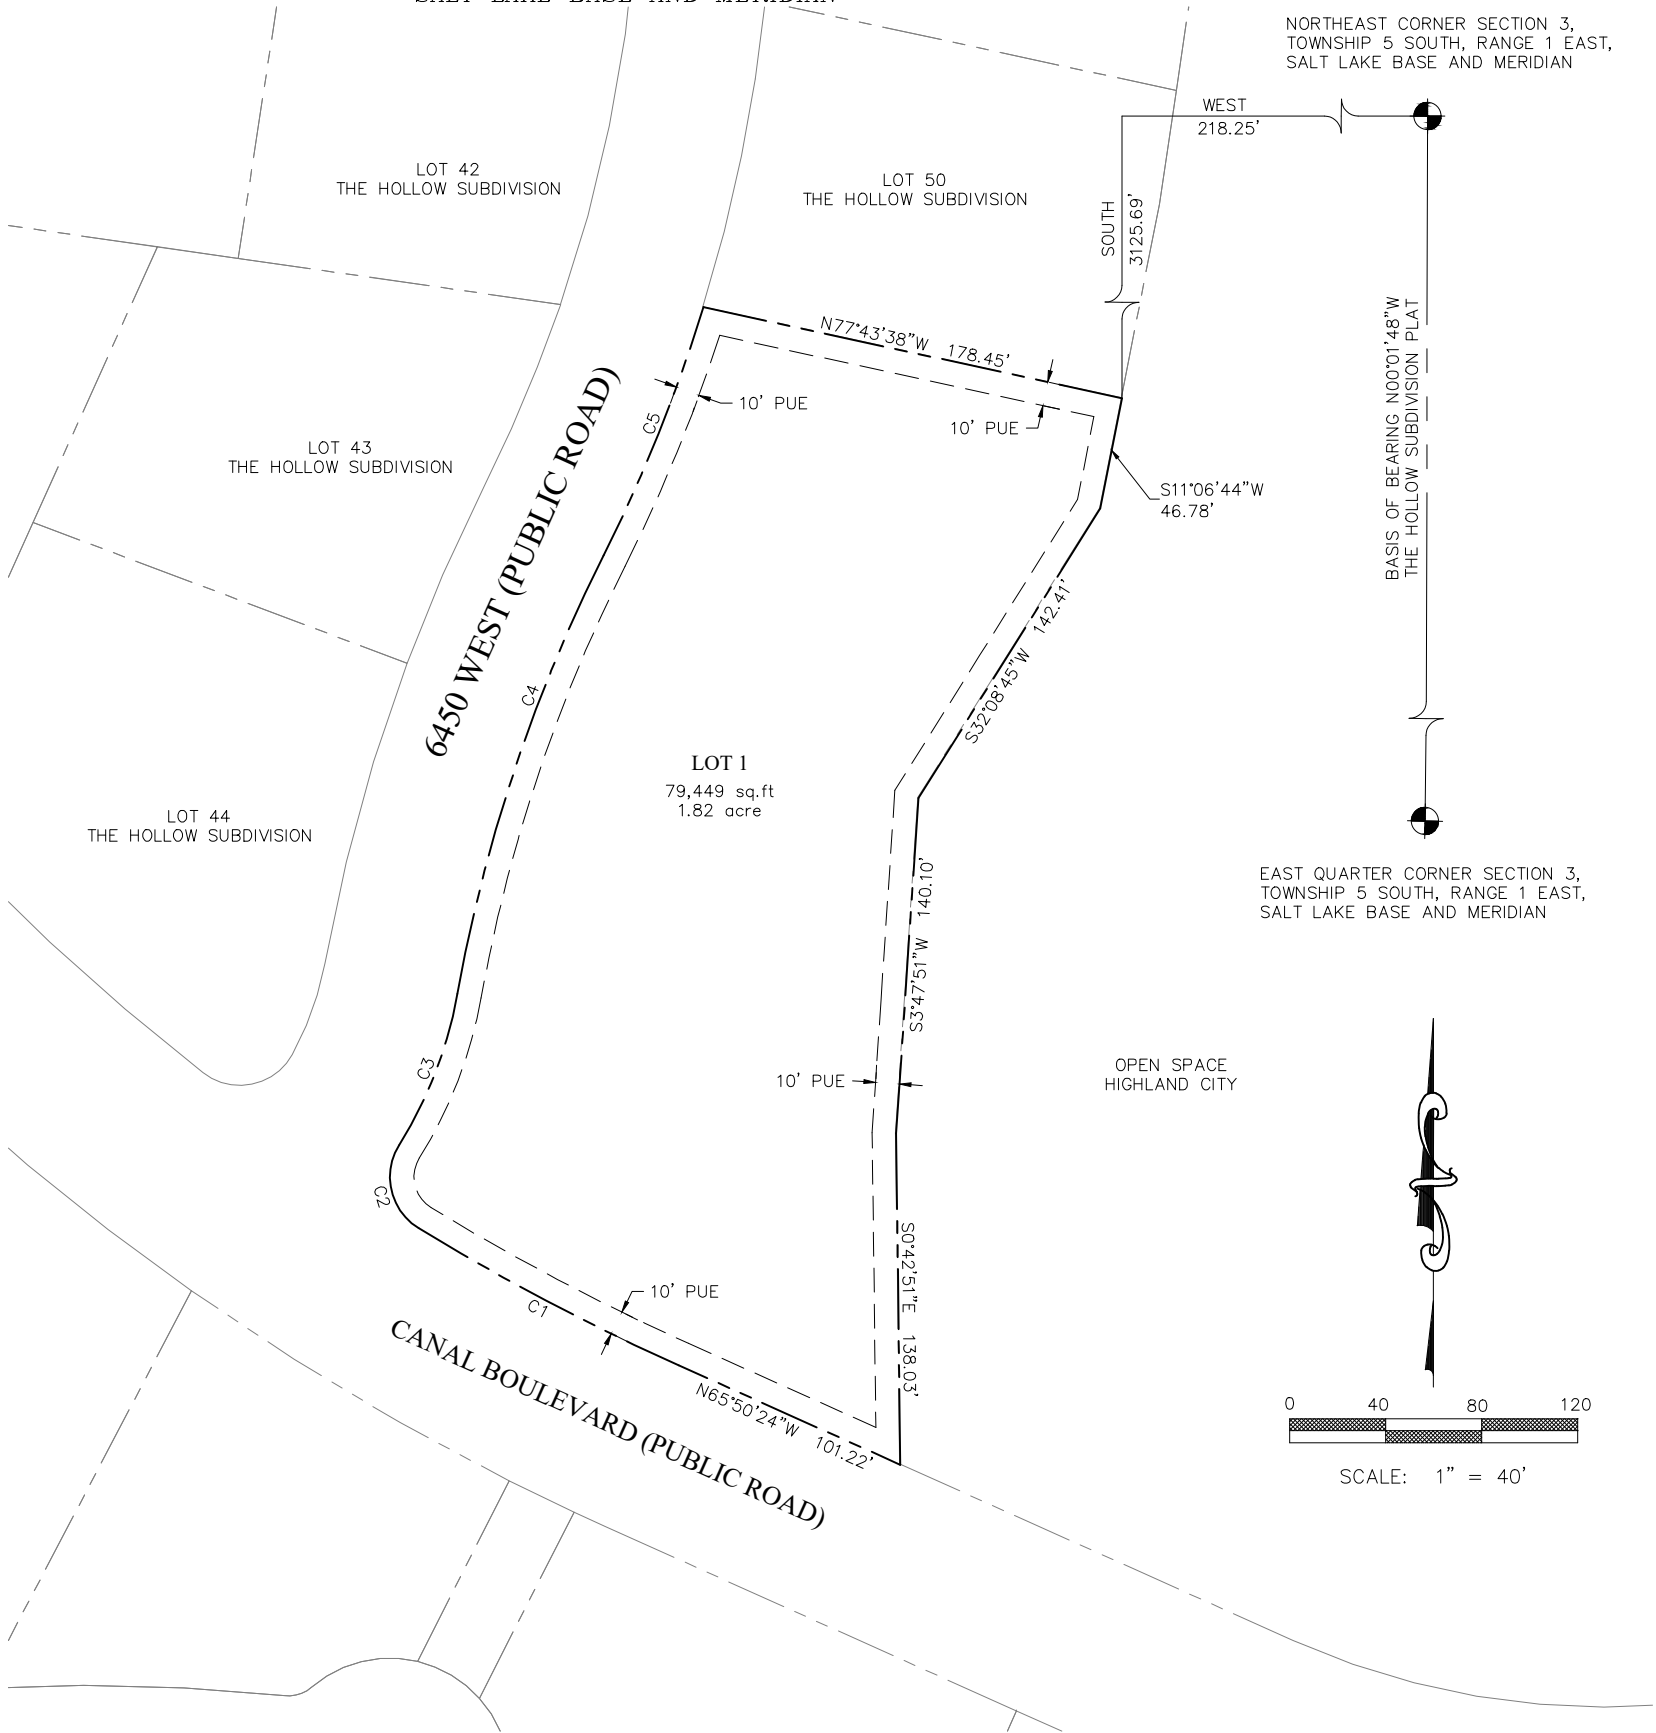 SALT LAKE BASE AND MERIDIAN
NORTHEAST CORNER SECTION 3,
TOWNSHIP 5 SOUTH, RANGE 1 EAST,
SALT LAKE BASE AND MERIDIAN
WEST
218.25'
LOT 42
THE HOLLOW SUBDIVISION
LOT 50
THE HOLLOW SUBDIVISION
SOUTH
3125.69'
BASIS OF BEARING N00°01'48"W
THE HOLLOW SUBDIVISION PLAT
N77°43'38"W 178.45'
10' PUE
10' PUE
C5
LOT 43
THE HOLLOW SUBDIVISION
6450 WEST (PUBLIC ROAD)
S11°06'44"W
46.78'
S32°08'45"W 142.41'
C4
LOT 1
79,449 sq.ft
1.82 acre
LOT 44
THE HOLLOW SUBDIVISION
EAST QUARTER CORNER SECTION 3,
TOWNSHIP 5 SOUTH, RANGE 1 EAST,
SALT LAKE BASE AND MERIDIAN
S3°47'51"W 140.10'
C3
10' PUE
OPEN SPACE
HIGHLAND CITY
C2
S0°42'51"E 138.03'
10' PUE
C1
CANAL BOULEVARD (PUBLIC ROAD)
N65°50'24"W 101.22'
0 40 80 120
SCALE: 1" = 40'